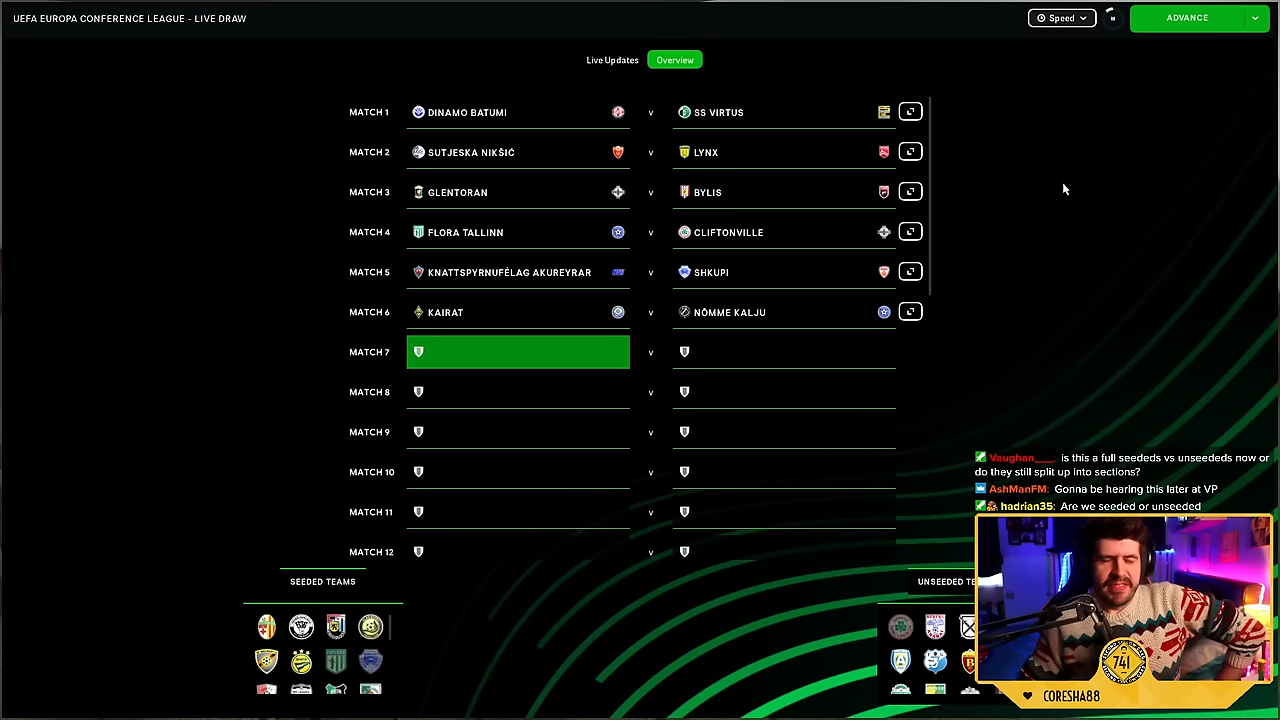 UEFA EUROPA CONFERENCE LEAGUE - LIVE DRAW
Speed
ADVANCE
Live Updates
Overview
MATCH 1 DINAMO BATUMI v SS VIRTUS
MATCH 2 SUTJESKA NIKŠIĆ v LYNX
MATCH 3 GLENTORAN v BYLIS
MATCH 4 FLORA TALLINN v CLIFTONVILLE
MATCH 5 KNATTSPYRNUFÉLAG AKUREYRAR v SHKUPI
MATCH 6 KAIRAT v NÕMME KALJU
MATCH 7 v
MATCH 8 v
MATCH 9 v
MATCH 10 v
MATCH 11 v
MATCH 12 v
SEEDED TEAMS
UNSEEDED TE
Vaughan___: is this a full seededs vs unseededs now or
do they still split up into sections?
AshManFM: Gonna be hearing this later at VP
hadrian35: Are we seeded or unseeded
741
CORESHA88